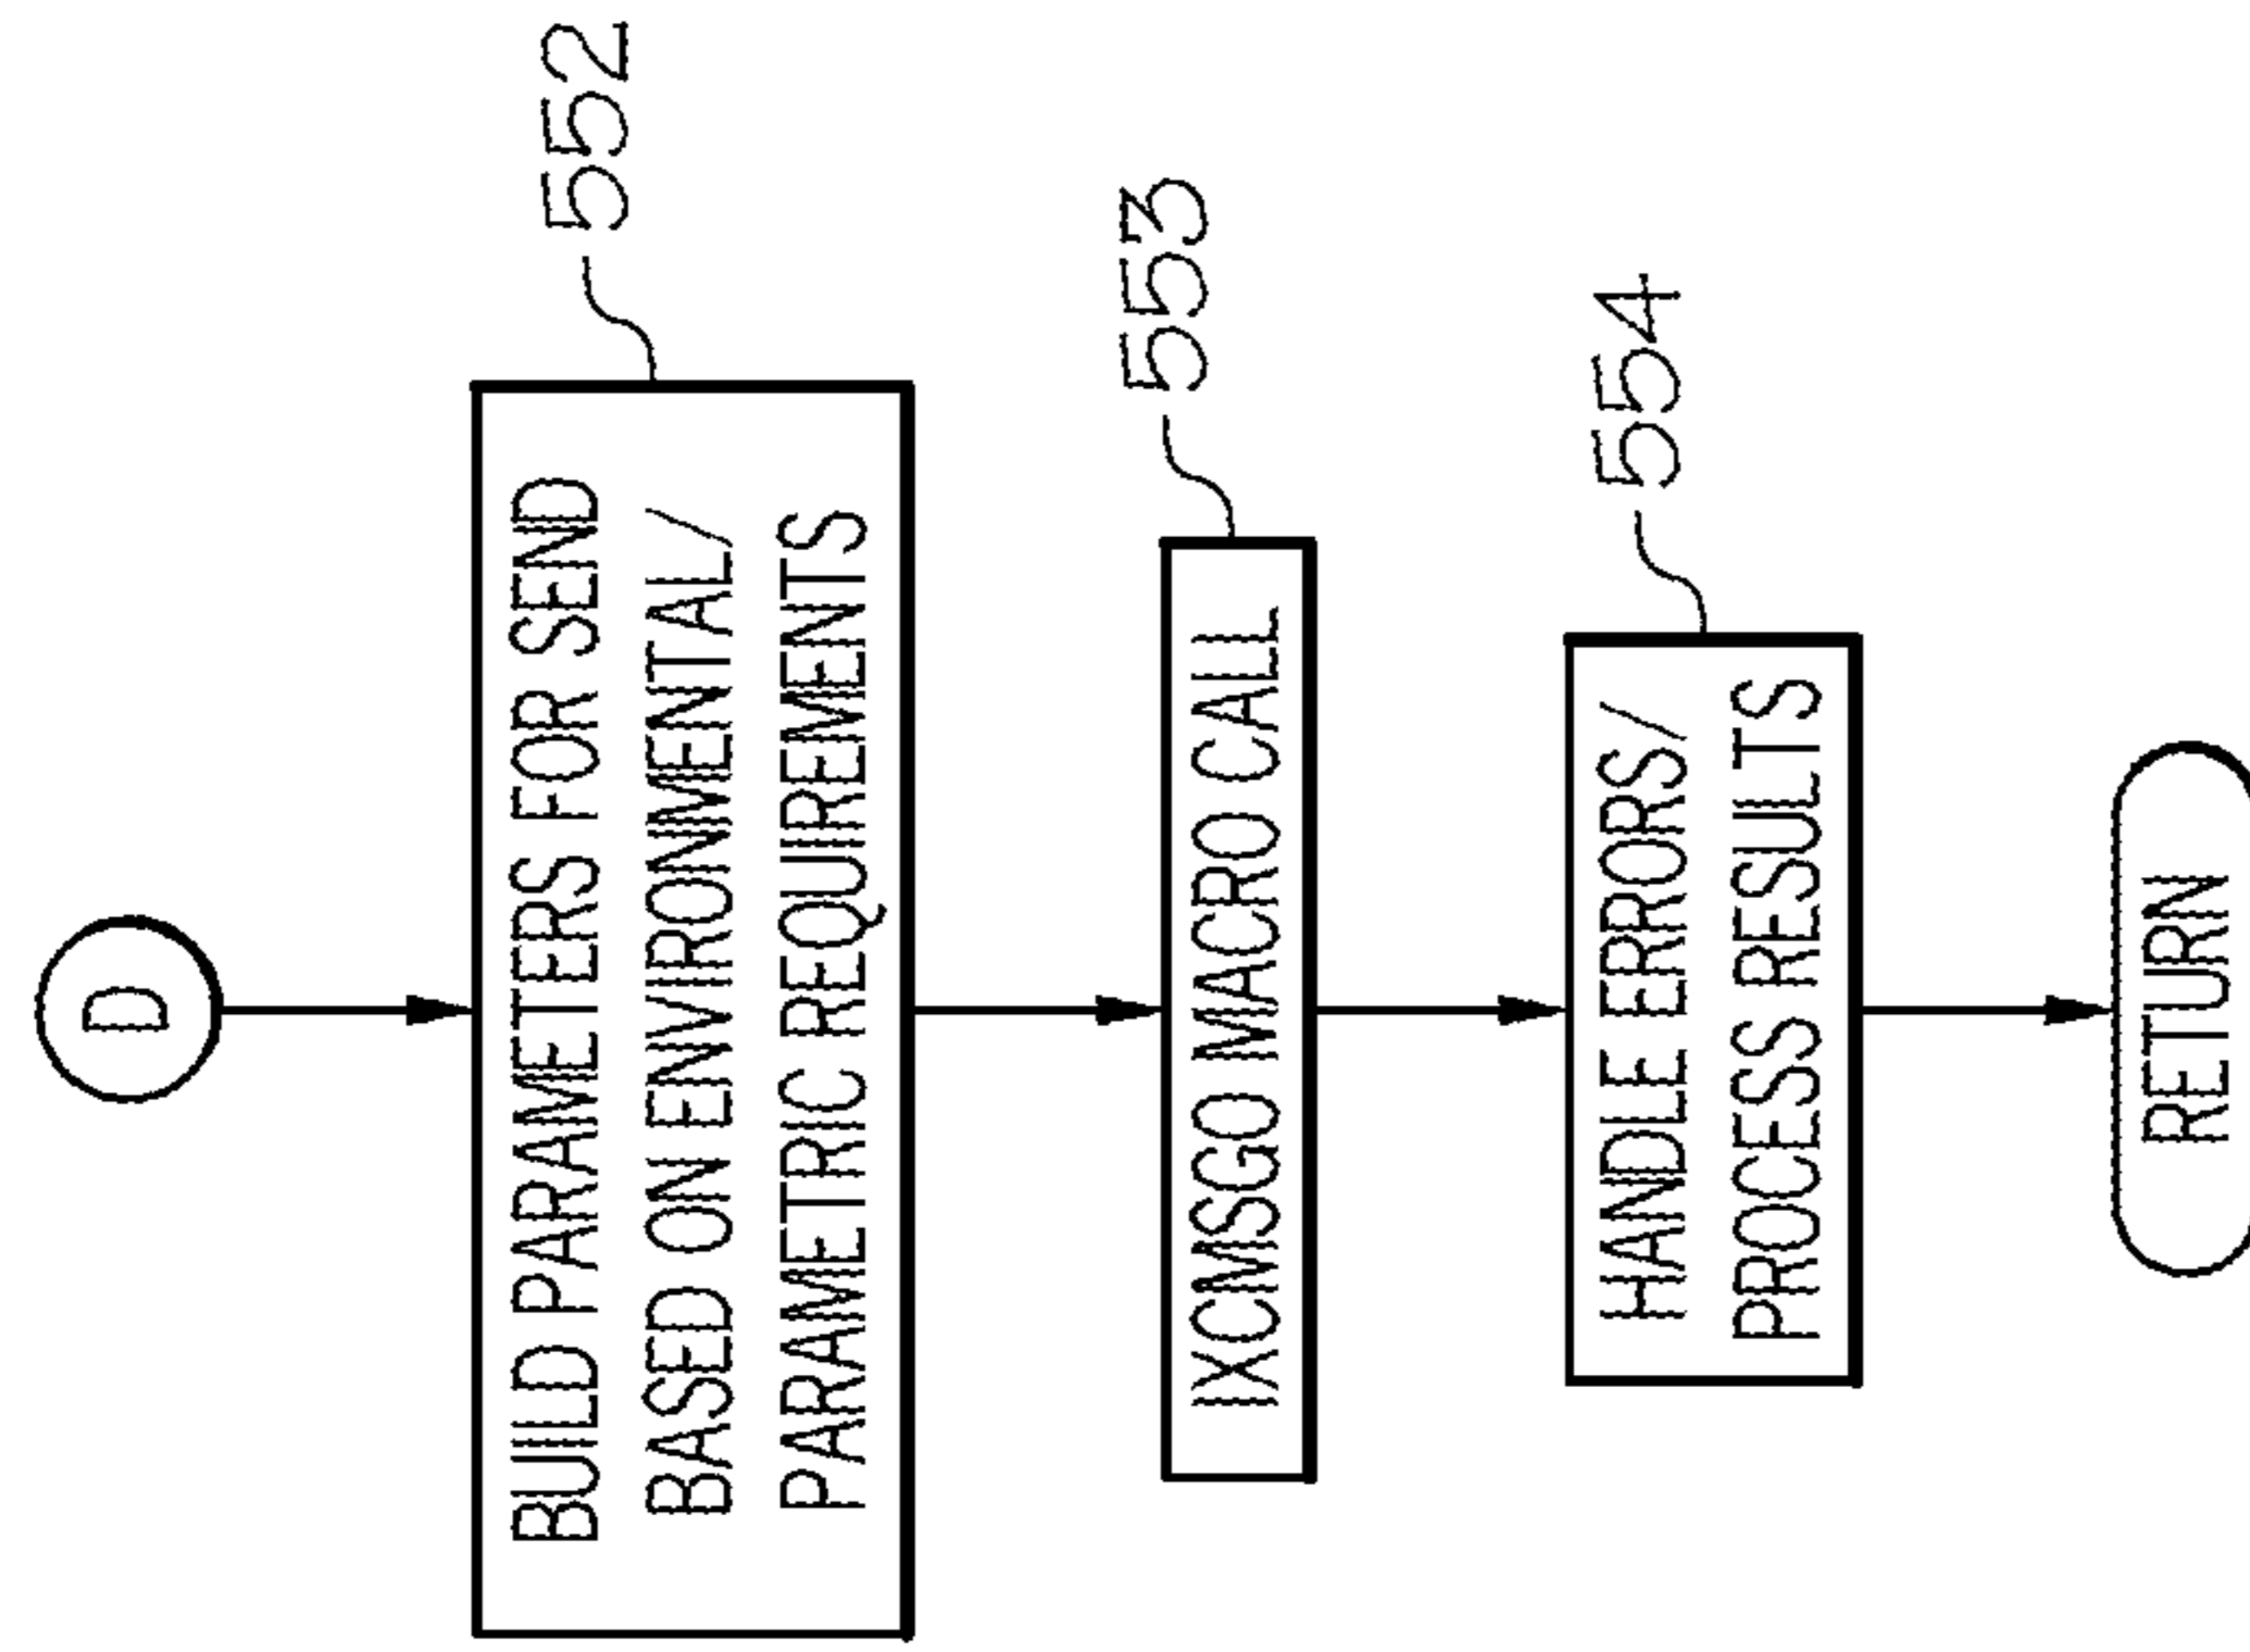 D
552
BUILD PARAMETERS FOR SEND
BASED ON ENVIRONMENTAL/
PARAMETRIC REQUIREMENTS
553
IXCMSGO MACRO CALL
554
HANDLE ERRORS/
PROCESS RESULTS
RETURN